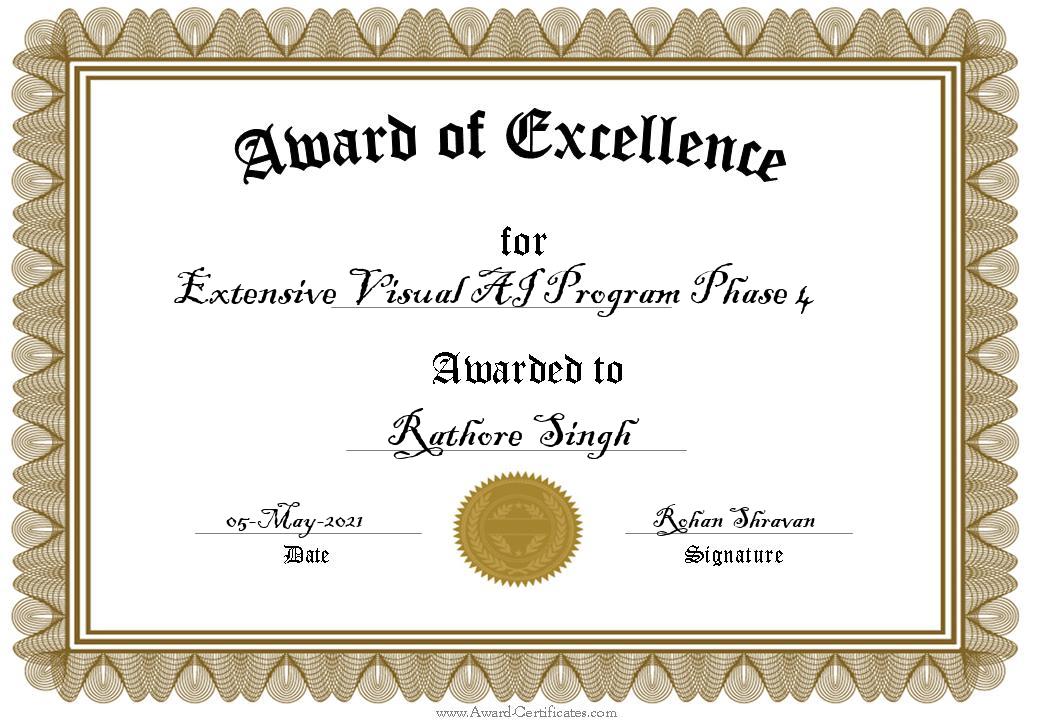 Award of Excellence
for
Extensive Visual AI Program Phase 4
Awarded to
Rathore Singh
05-May-2021
Rohan Shravan
Date
Signature
www.Award-Certificates.com